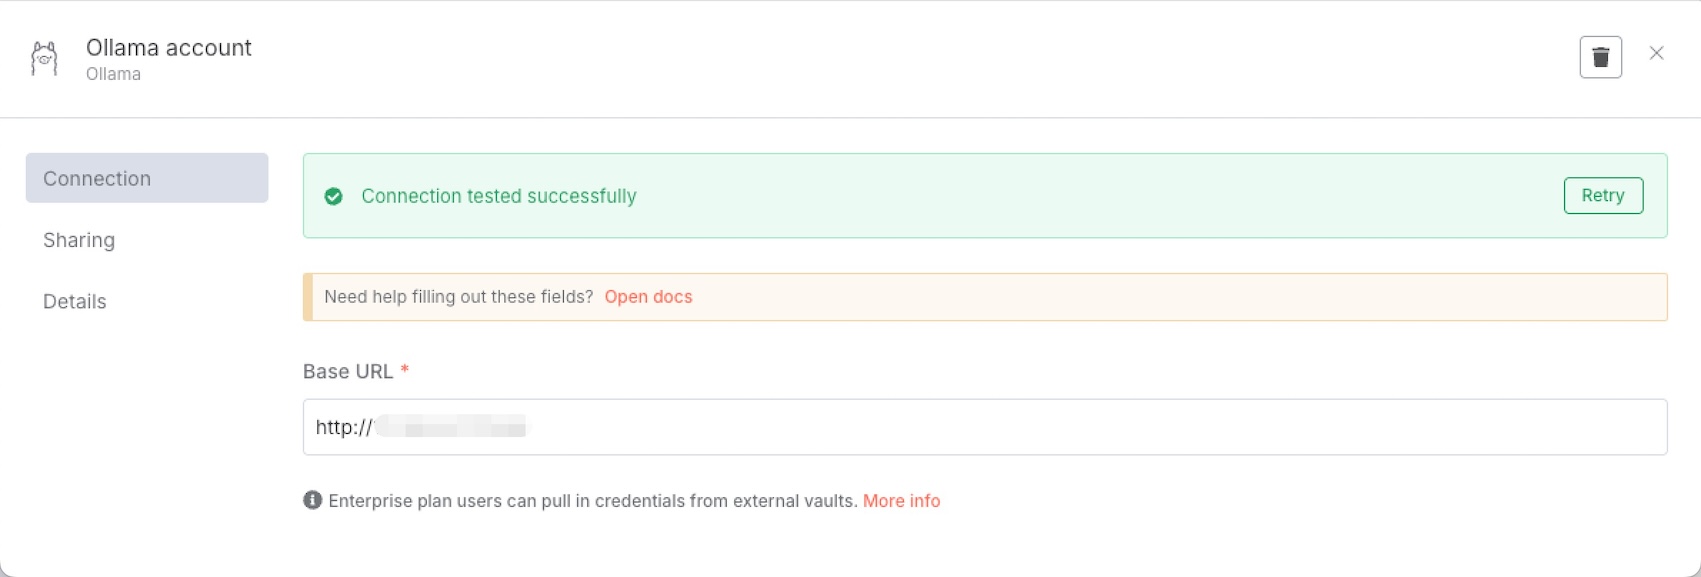 Ollama account
Ollama
Connection
Sharing
Details
Connection tested successfully
Retry
Need help filling out these fields? Open docs
Base URL *
http://
Enterprise plan users can pull in credentials from external vaults. More info